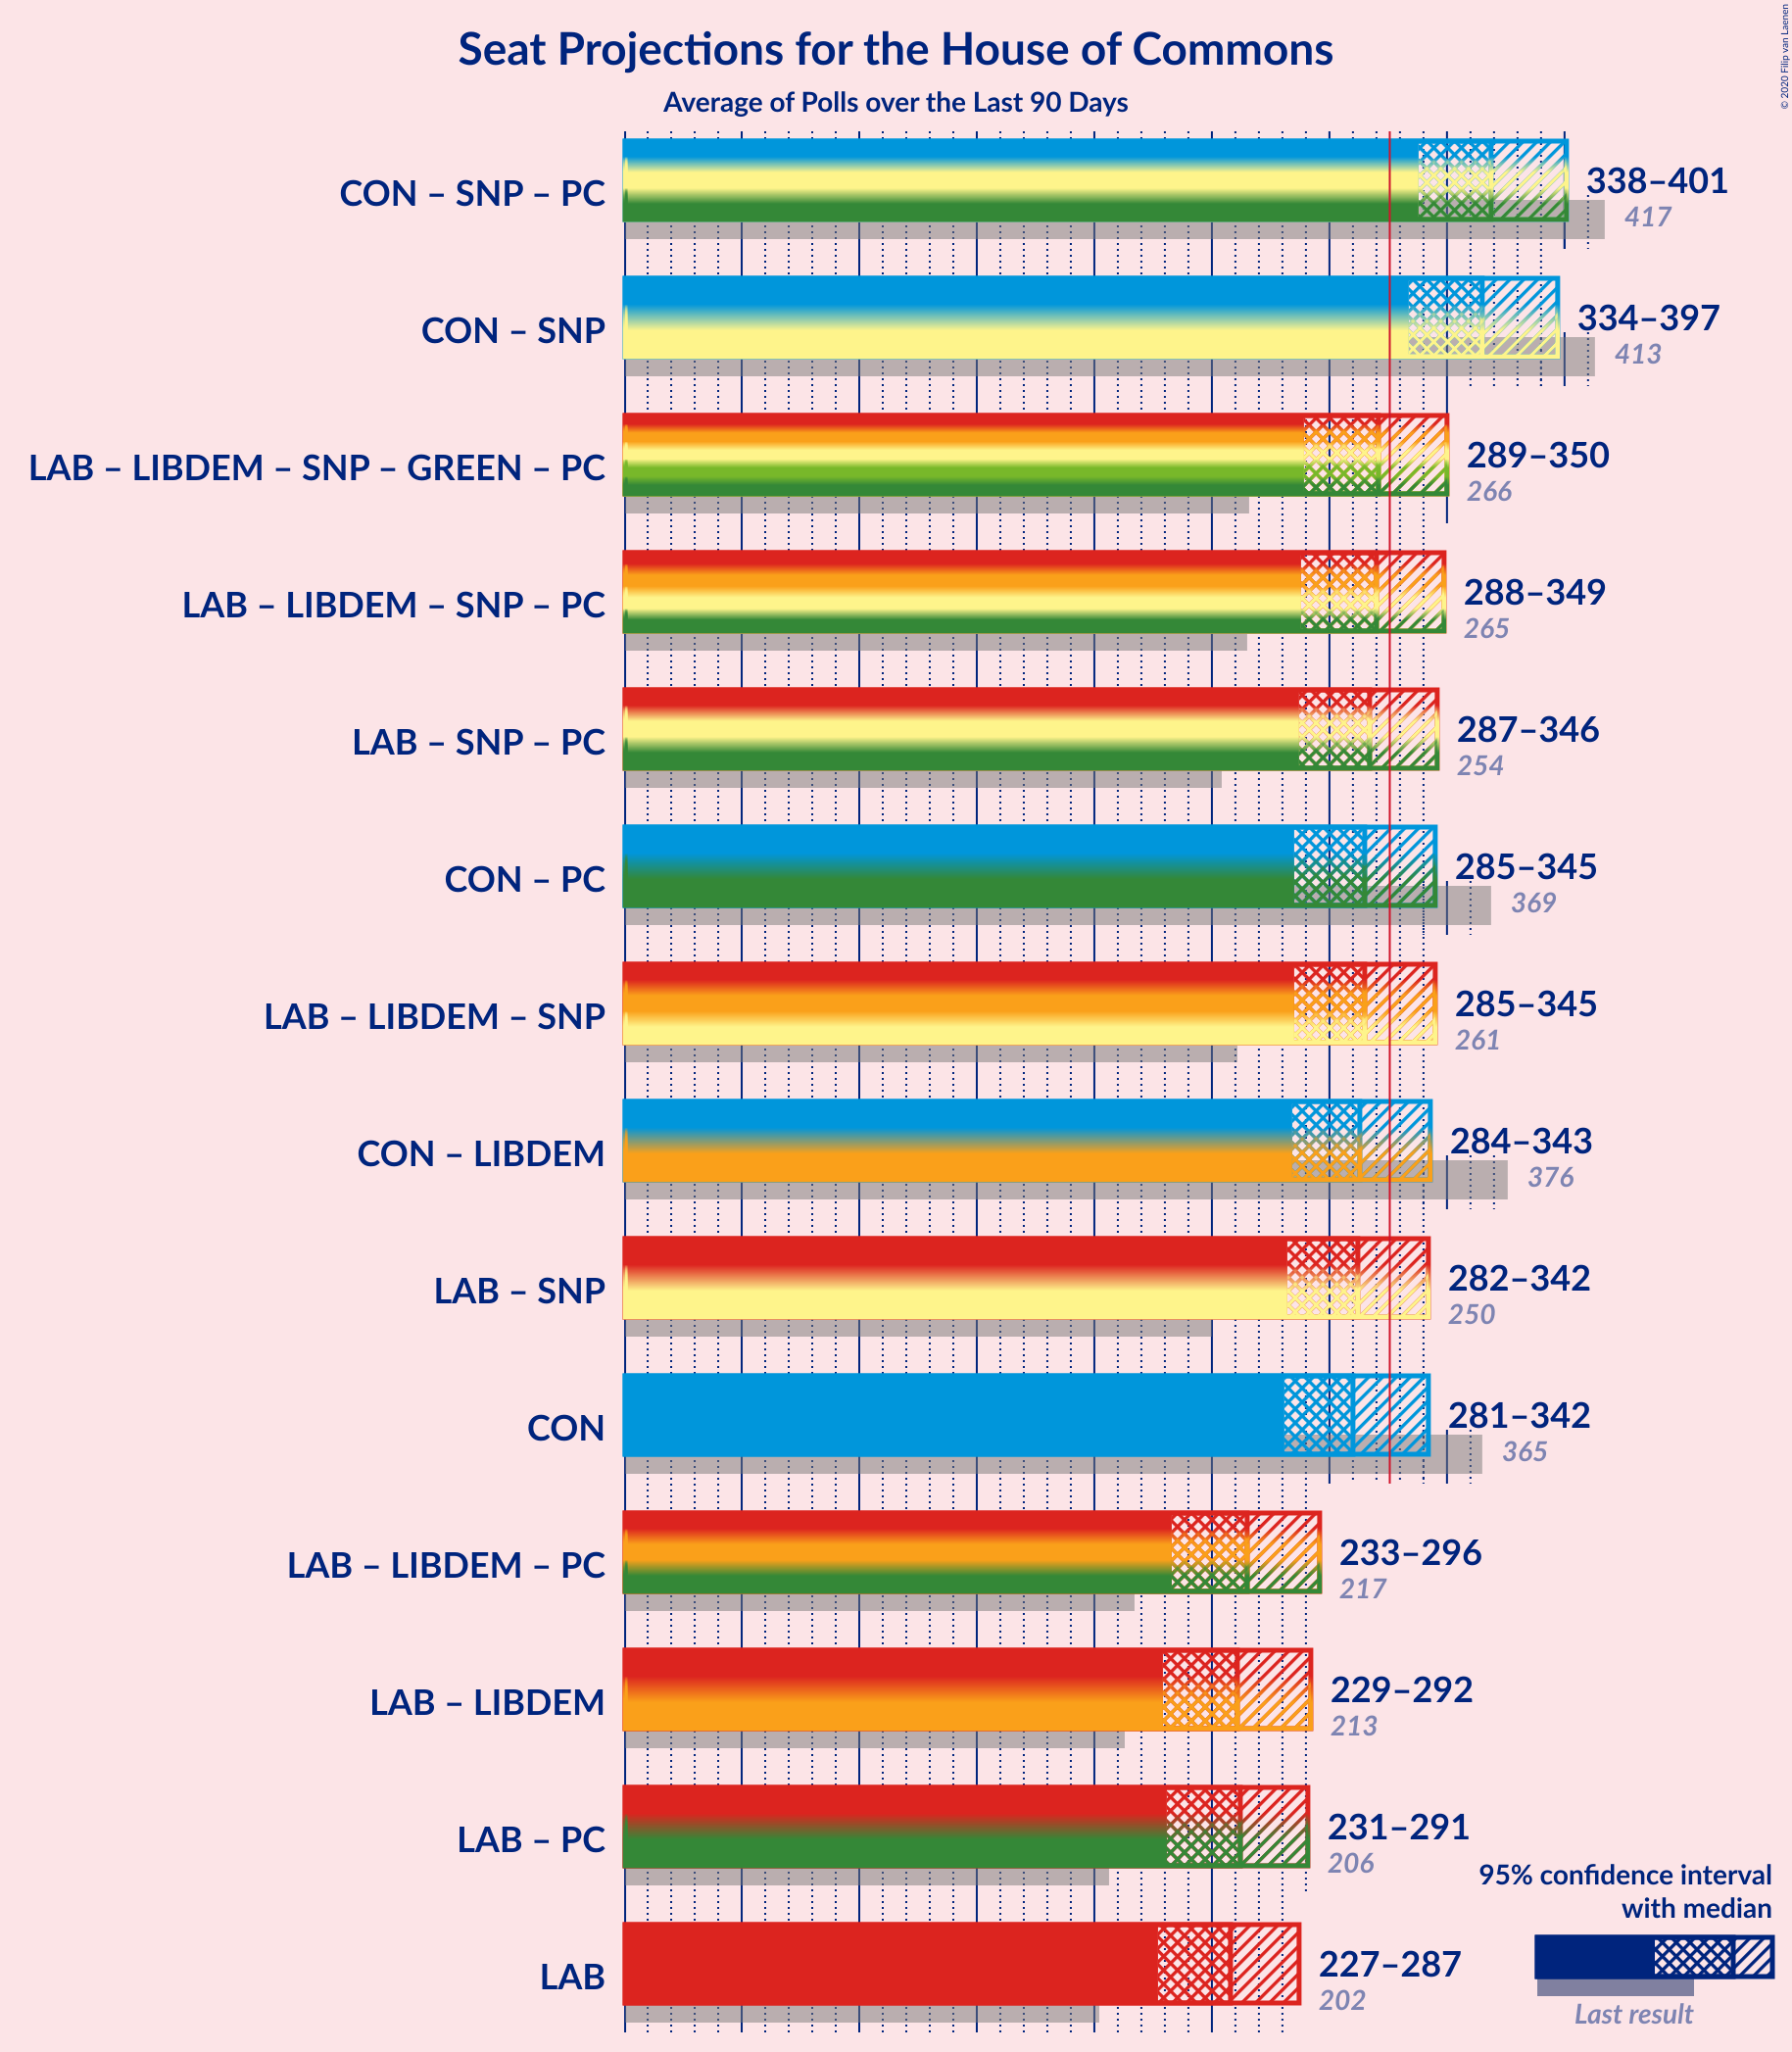 Seat Projections for the House of Commons
Average of Polls over the Last 90 Days
© 2020 Filip van Laenen
CON – SNP – PC
338–401
417
CON – SNP
334–397
413
LAB – LIBDEM – SNP – GREEN – PC
289–350
266
LAB – LIBDEM – SNP – PC
288–349
265
LAB – SNP – PC
287–346
254
CON – PC
285–345
369
LAB – LIBDEM – SNP
285–345
261
CON – LIBDEM
284–343
376
LAB – SNP
282–342
250
CON
281–342
365
LAB – LIBDEM – PC
233–296
217
LAB – LIBDEM
229–292
213
LAB – PC
231–291
206
LAB
227–287
202
95% confidence interval
with median
Last result